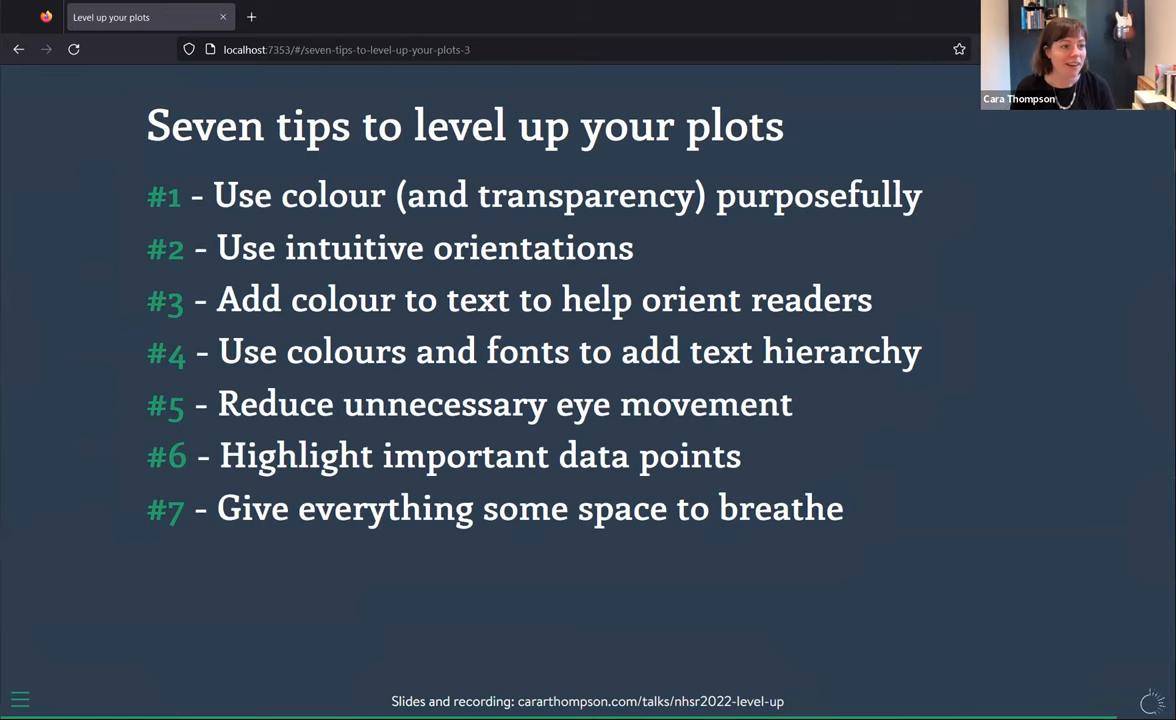 Level up your plots
localhost:7353/#/seven-tips-to-level-up-your-plots-3
Cara Thompson
Seven tips to level up your plots
#1 - Use colour (and transparency) purposefully
#2 - Use intuitive orientations
#3 - Add colour to text to help orient readers
#4 - Use colours and fonts to add text hierarchy
#5 - Reduce unnecessary eye movement
#6 - Highlight important data points
#7 - Give everything some space to breathe
Slides and recording: cararthompson.com/talks/nhsr2022-level-up